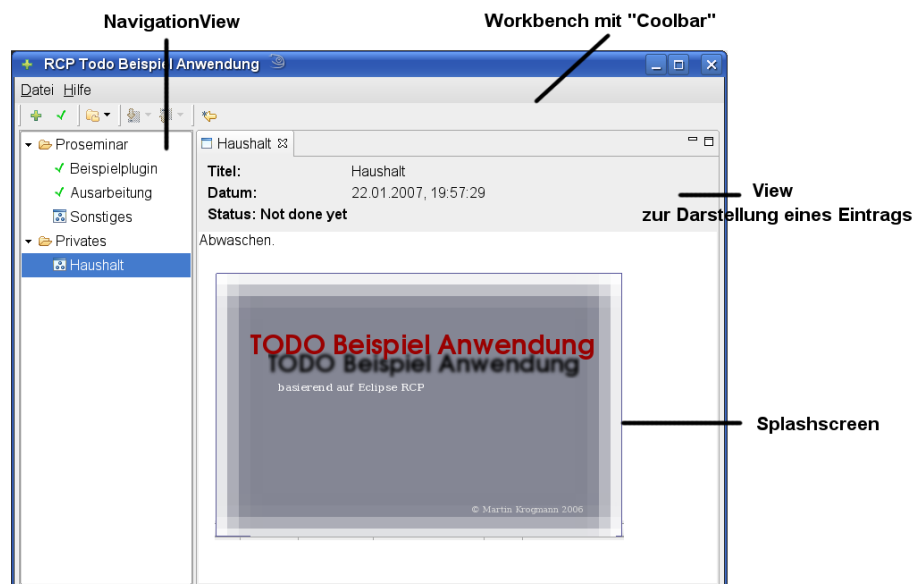 NavigationView
Workbench mit "Coolbar"
RCP Todo Beispiel Anwendung
Datei Hilfe
Proseminar
Beispielplugin
Ausarbeitung
Sonstiges
Privates
Haushalt
Haushalt
Titel: Haushalt
Datum: 22.01.2007, 19:57:29
Status: Not done yet
Abwaschen.
View
zur Darstellung eines Eintrags
TODO Beispiel Anwendung
TODO Beispiel Anwendung
basierend auf Eclipse RCP
© Martin Krogmann 2006
Splashscreen